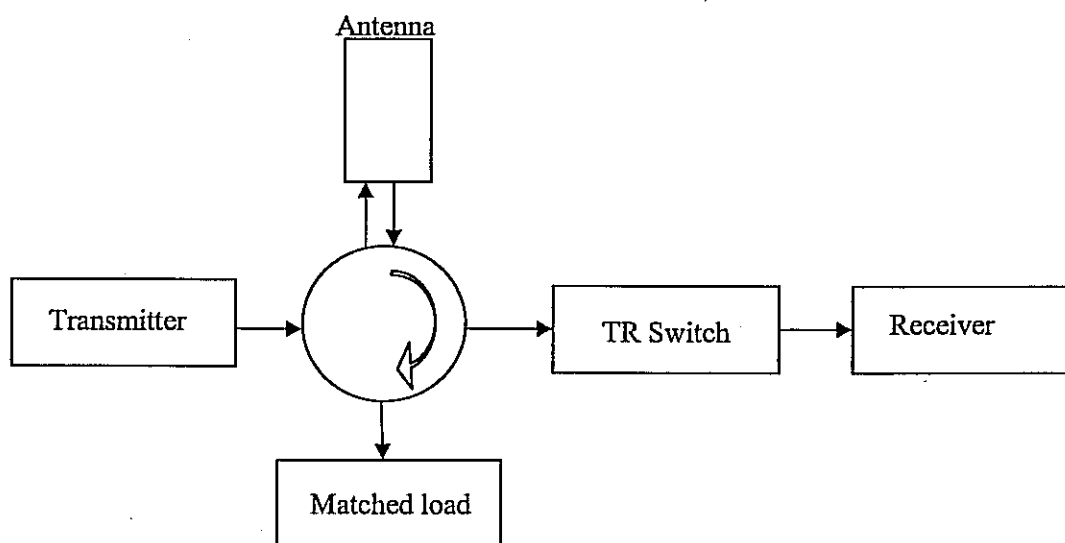 Antenna
Transmitter
TR Switch
Receiver
Matched load